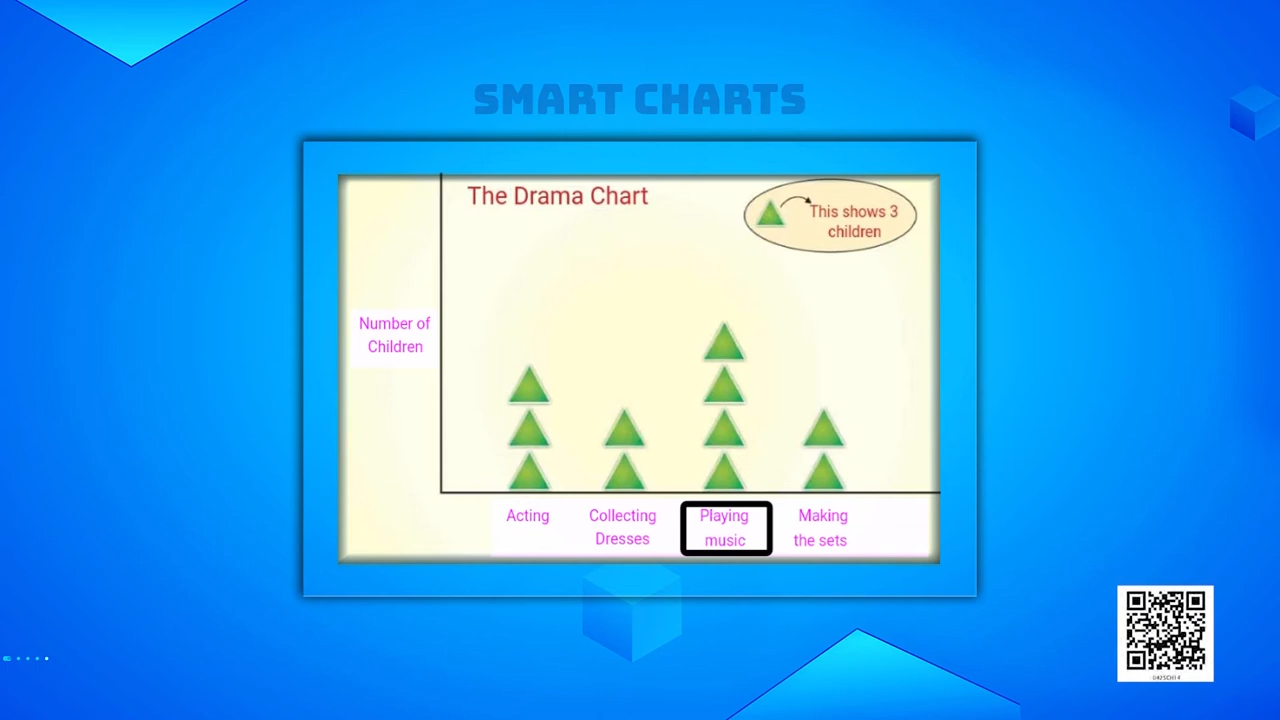 SMART CHARTS
The Drama Chart
This shows 3
children
Number of
Children
Acting
Collecting
Dresses
Playing
music
Making
the sets